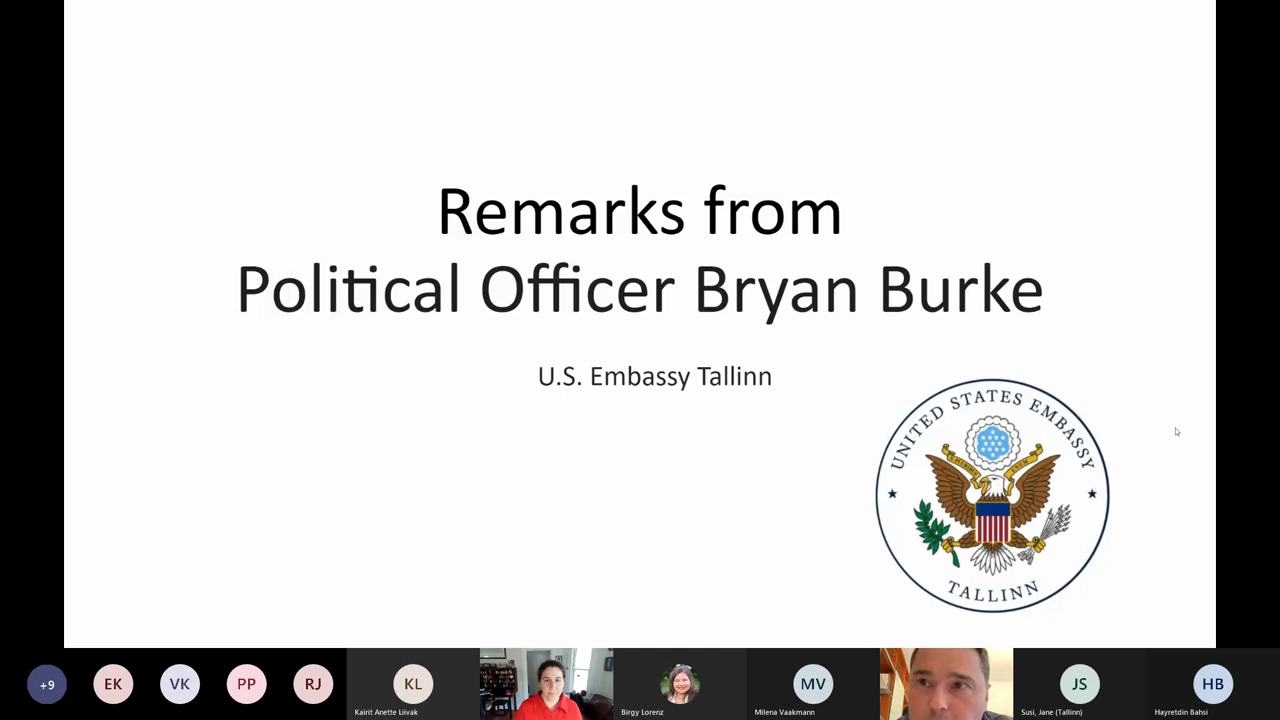 Remarks from
Political Officer Bryan Burke
U.S. Embassy Tallinn
UNITED STATES EMBASSY
TALLINN
+9
EK
VK
PP
RJ
KL
Kairit Anette Liivak
Birgy Lorenz
MV
Milena Vaakmann
JS
Susi, Jane (Tallinn)
HB
Hayretdin Bahsi